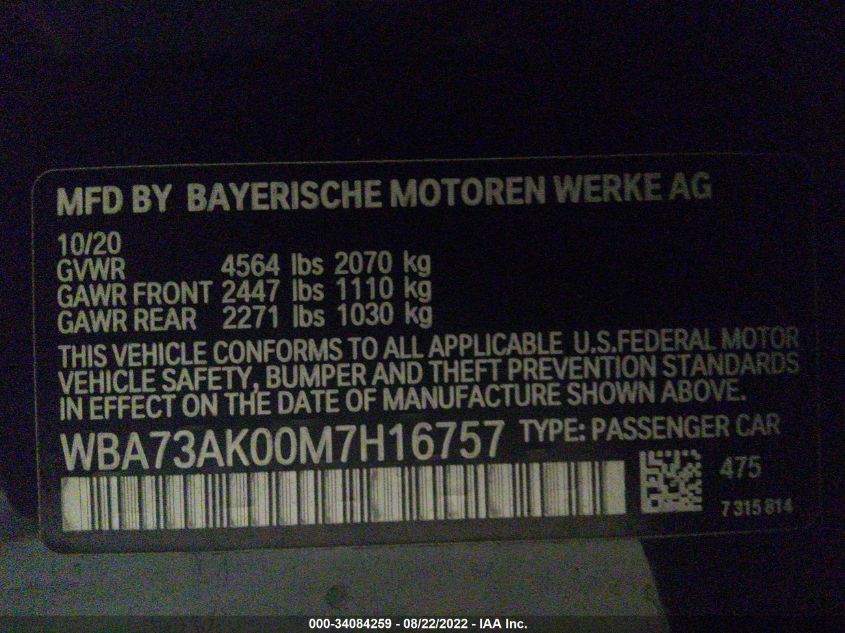 MFD BY BAYERISCHE MOTOREN WERKE AG
10/20
GVWR 4564 lbs 2070 kg
GAWR FRONT 2447 lbs 1110 kg
GAWR REAR 2271 lbs 1030 kg
THIS VEHICLE CONFORMS TO ALL APPLICABLE U.S.FEDERAL MOTOR
VEHICLE SAFETY, BUMPER AND THEFT PREVENTION STANDARDS
IN EFFECT ON THE DATE OF MANUFACTURE SHOWN ABOVE.
WBA73AK00M7H16757 TYPE: PASSENGER CAR
475
7 315 814
000-34084259 - 08/22/2022 - IAA Inc.